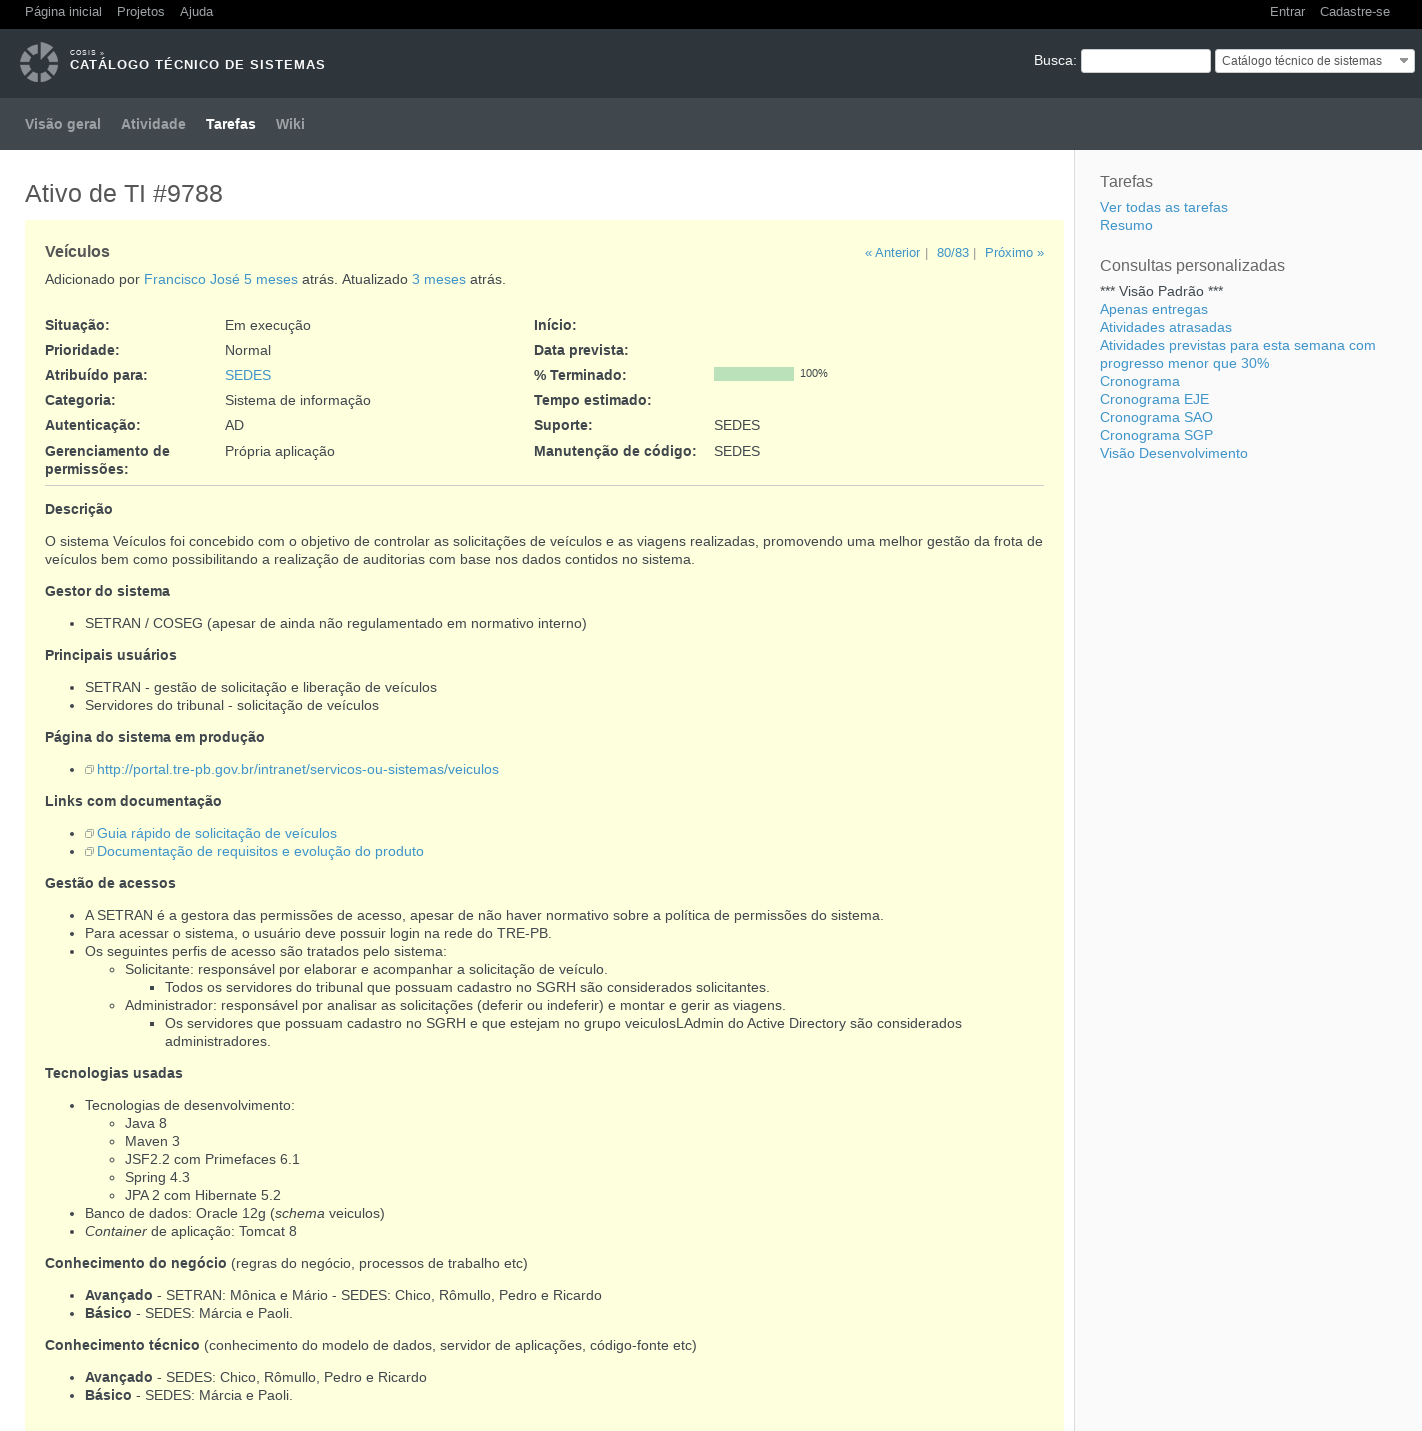 Página inicial Projetos Ajuda Entrar Cadastre-se
COSIS »
CATÁLOGO TÉCNICO DE SISTEMAS
Busca: Catálogo técnico de sistemas
Visão geral Atividade Tarefas Wiki
Ativo de TI #9788
Veículos
« Anterior | 80/83 | Próximo »
Adicionado por Francisco José 5 meses atrás. Atualizado 3 meses atrás.
Situação: Em execução Início:
Prioridade: Normal Data prevista:
Atribuído para: SEDES % Terminado: 100%
Categoria: Sistema de informação Tempo estimado:
Autenticação: AD Suporte: SEDES
Gerenciamento de permissões: Própria aplicação Manutenção de código: SEDES
Descrição
O sistema Veículos foi concebido com o objetivo de controlar as solicitações de veículos e as viagens realizadas, promovendo uma melhor gestão da frota de
veículos bem como possibilitando a realização de auditorias com base nos dados contidos no sistema.
Gestor do sistema
• SETRAN / COSEG (apesar de ainda não regulamentado em normativo interno)
Principais usuários
• SETRAN - gestão de solicitação e liberação de veículos
• Servidores do tribunal - solicitação de veículos
Página do sistema em produção
• http://portal.tre-pb.gov.br/intranet/servicos-ou-sistemas/veiculos
Links com documentação
• Guia rápido de solicitação de veículos
• Documentação de requisitos e evolução do produto
Gestão de acessos
• A SETRAN é a gestora das permissões de acesso, apesar de não haver normativo sobre a política de permissões do sistema.
• Para acessar o sistema, o usuário deve possuir login na rede do TRE-PB.
• Os seguintes perfis de acesso são tratados pelo sistema:
◦ Solicitante: responsável por elaborar e acompanhar a solicitação de veículo.
▪ Todos os servidores do tribunal que possuam cadastro no SGRH são considerados solicitantes.
◦ Administrador: responsável por analisar as solicitações (deferir ou indeferir) e montar e gerir as viagens.
▪ Os servidores que possuam cadastro no SGRH e que estejam no grupo veiculosLAdmin do Active Directory são considerados
administradores.
Tecnologias usadas
• Tecnologias de desenvolvimento:
◦ Java 8
◦ Maven 3
◦ JSF2.2 com Primefaces 6.1
◦ Spring 4.3
◦ JPA 2 com Hibernate 5.2
• Banco de dados: Oracle 12g (schema veiculos)
• Container de aplicação: Tomcat 8
Conhecimento do negócio (regras do negócio, processos de trabalho etc)
• Avançado - SETRAN: Mônica e Mário - SEDES: Chico, Rômullo, Pedro e Ricardo
• Básico - SEDES: Márcia e Paoli.
Conhecimento técnico (conhecimento do modelo de dados, servidor de aplicações, código-fonte etc)
• Avançado - SEDES: Chico, Rômullo, Pedro e Ricardo
• Básico - SEDES: Márcia e Paoli.
Tarefas
Ver todas as tarefas
Resumo
Consultas personalizadas
*** Visão Padrão ***
Apenas entregas
Atividades atrasadas
Atividades previstas para esta semana com
progresso menor que 30%
Cronograma
Cronograma EJE
Cronograma SAO
Cronograma SGP
Visão Desenvolvimento